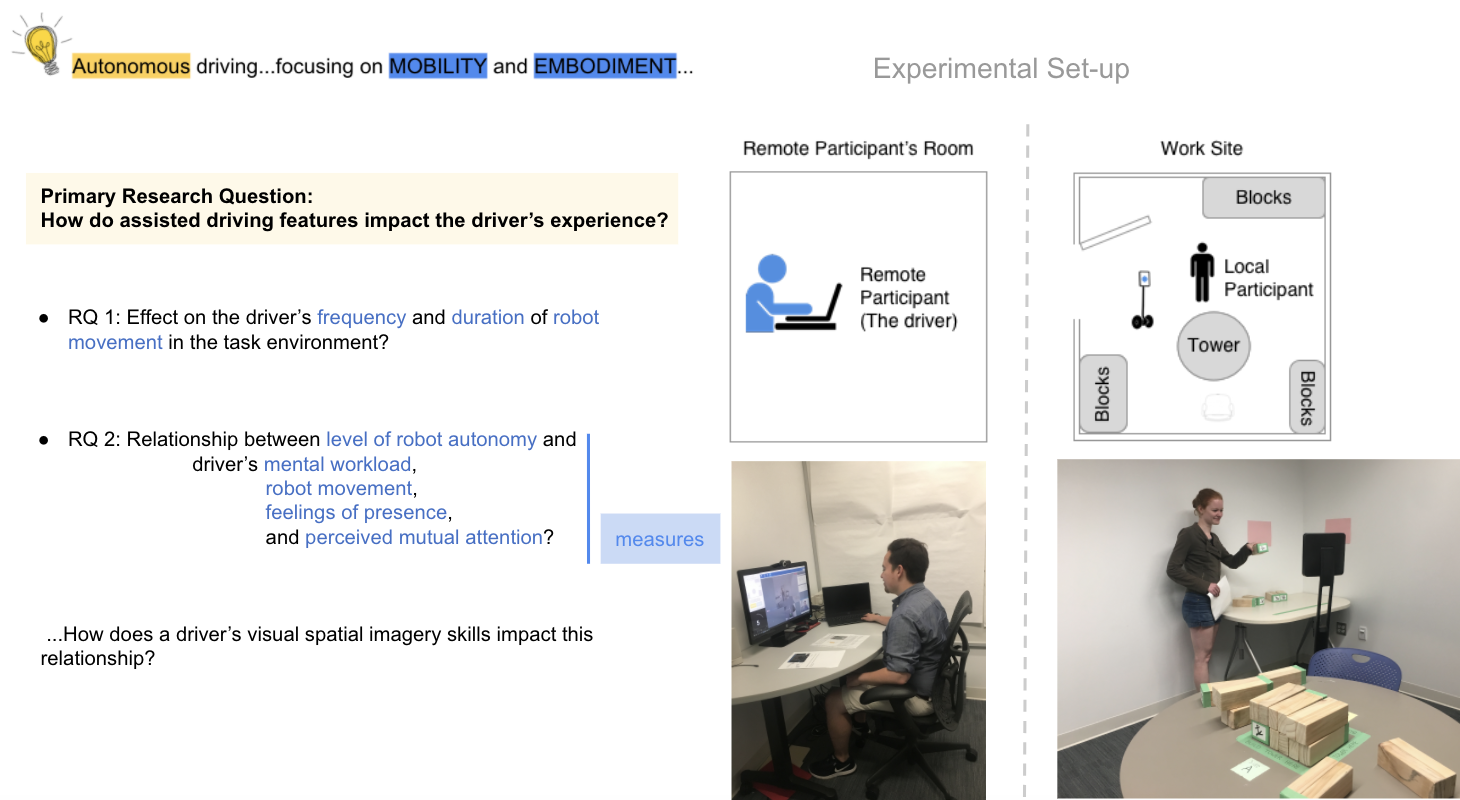 Autonomous driving...focusing on MOBILITY and EMBODIMENT...
Primary Research Question:
How do assisted driving features impact the driver's experience?
● RQ 1: Effect on the driver's frequency and duration of robot
movement in the task environment?
● RQ 2: Relationship between level of robot autonomy and
driver's mental workload,
robot movement,
feelings of presence,
and perceived mutual attention?
measures
...How does a driver's visual spatial imagery skills impact this
relationship?
Experimental Set-up
Remote Participant's Room
Remote
Participant
(The driver)
Work Site
Blocks
Local
Participant
Tower
Blocks
Blocks
A